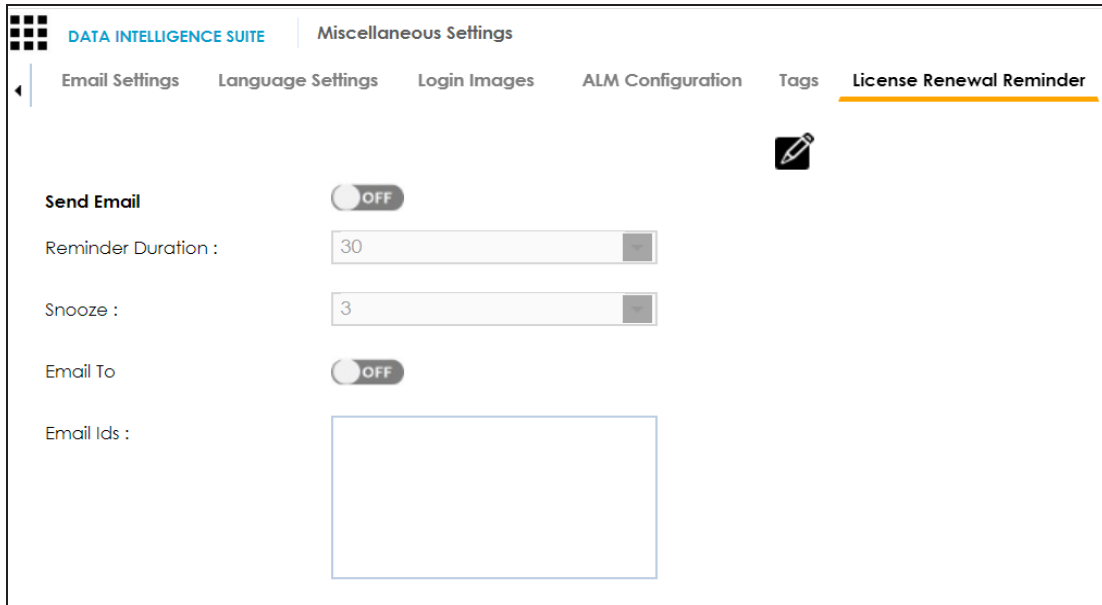 DATA INTELLIGENCE SUITE Miscellaneous Settings
Email Settings Language Settings Login Images ALM Configuration Tags License Renewal Reminder
Send Email OFF
Reminder Duration : 30
Snooze : 3
Email To OFF
Email Ids :